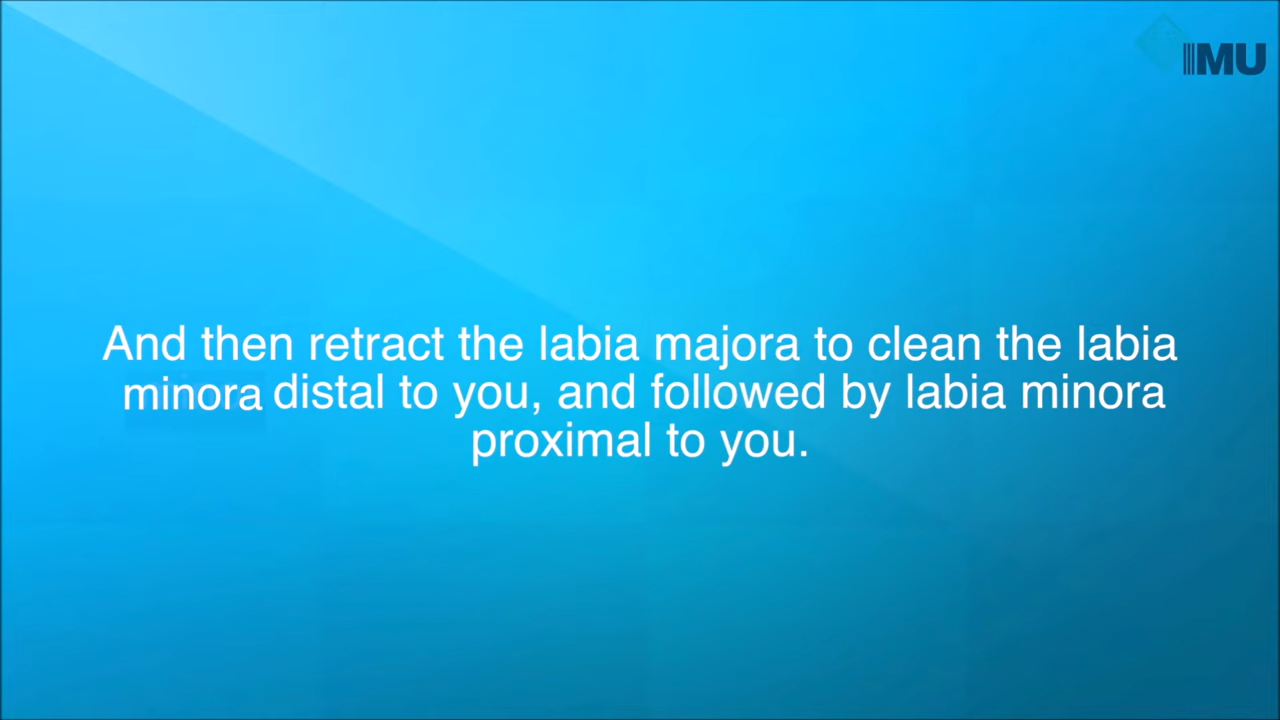 IMU
And then retract the labia majora to clean the labia
minora distal to you, and followed by labia minora
proximal to you.